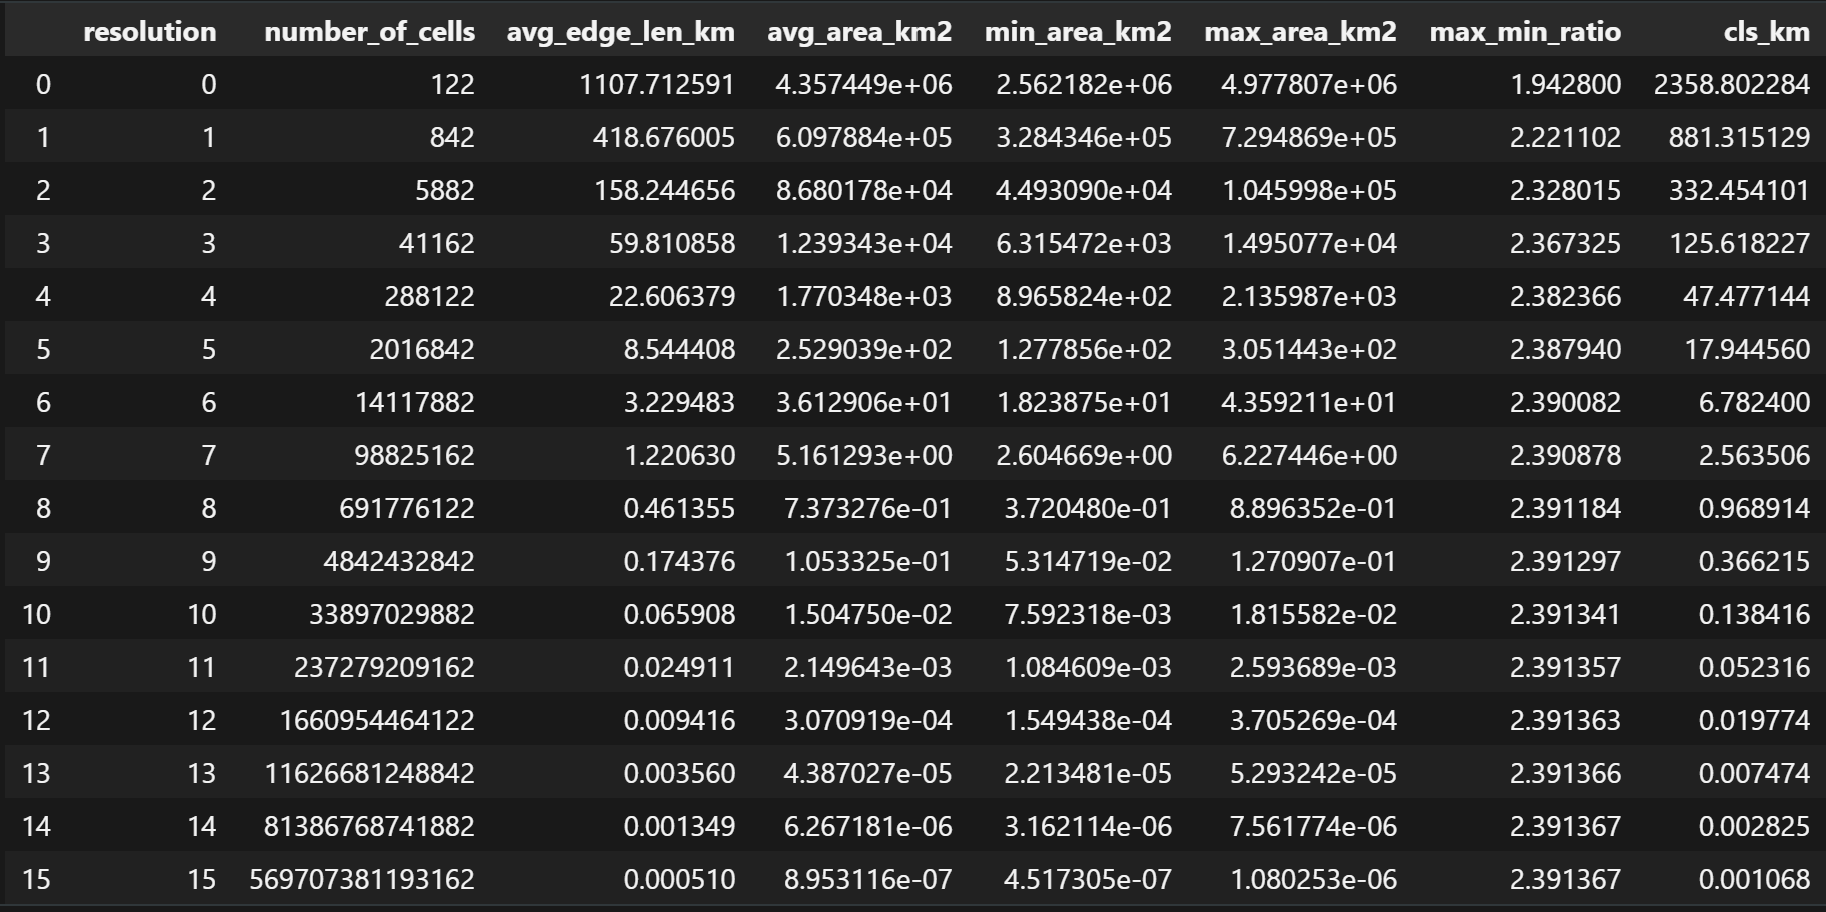 resolution number_of_cells avg_edge_len_km avg_area_km2 min_area_km2 max_area_km2 max_min_ratio cls_km
0 0 122 1107.712591 4.357449e+06 2.562182e+06 4.977807e+06 1.942800 2358.802284
1 1 842 418.676005 6.097884e+05 3.284346e+05 7.294869e+05 2.221102 881.315129
2 2 5882 158.244656 8.680178e+04 4.493090e+04 1.045998e+05 2.328015 332.454101
3 3 41162 59.810858 1.239343e+04 6.315472e+03 1.495077e+04 2.367325 125.618227
4 4 288122 22.606379 1.770348e+03 8.965824e+02 2.135987e+03 2.382366 47.477144
5 5 2016842 8.544408 2.529039e+02 1.277856e+02 3.051443e+02 2.387940 17.944560
6 6 14117882 3.229483 3.612906e+01 1.823875e+01 4.359211e+01 2.390082 6.782400
7 7 98825162 1.220630 5.161293e+00 2.604669e+00 6.227446e+00 2.390878 2.563506
8 8 691776122 0.461355 7.373276e-01 3.720480e-01 8.896352e-01 2.391184 0.968914
9 9 4842432842 0.174376 1.053325e-01 5.314719e-02 1.270907e-01 2.391297 0.366215
10 10 33897029882 0.065908 1.504750e-02 7.592318e-03 1.815582e-02 2.391341 0.138416
11 11 237279209162 0.024911 2.149643e-03 1.084609e-03 2.593689e-03 2.391357 0.052316
12 12 1660954464122 0.009416 3.070919e-04 1.549438e-04 3.705269e-04 2.391363 0.019774
13 13 11626681248842 0.003560 4.387027e-05 2.213481e-05 5.293242e-05 2.391366 0.007474
14 14 81386768741882 0.001349 6.267181e-06 3.162114e-06 7.561774e-06 2.391367 0.002825
15 15 569707381193162 0.000510 8.953116e-07 4.517305e-07 1.080253e-06 2.391367 0.001068